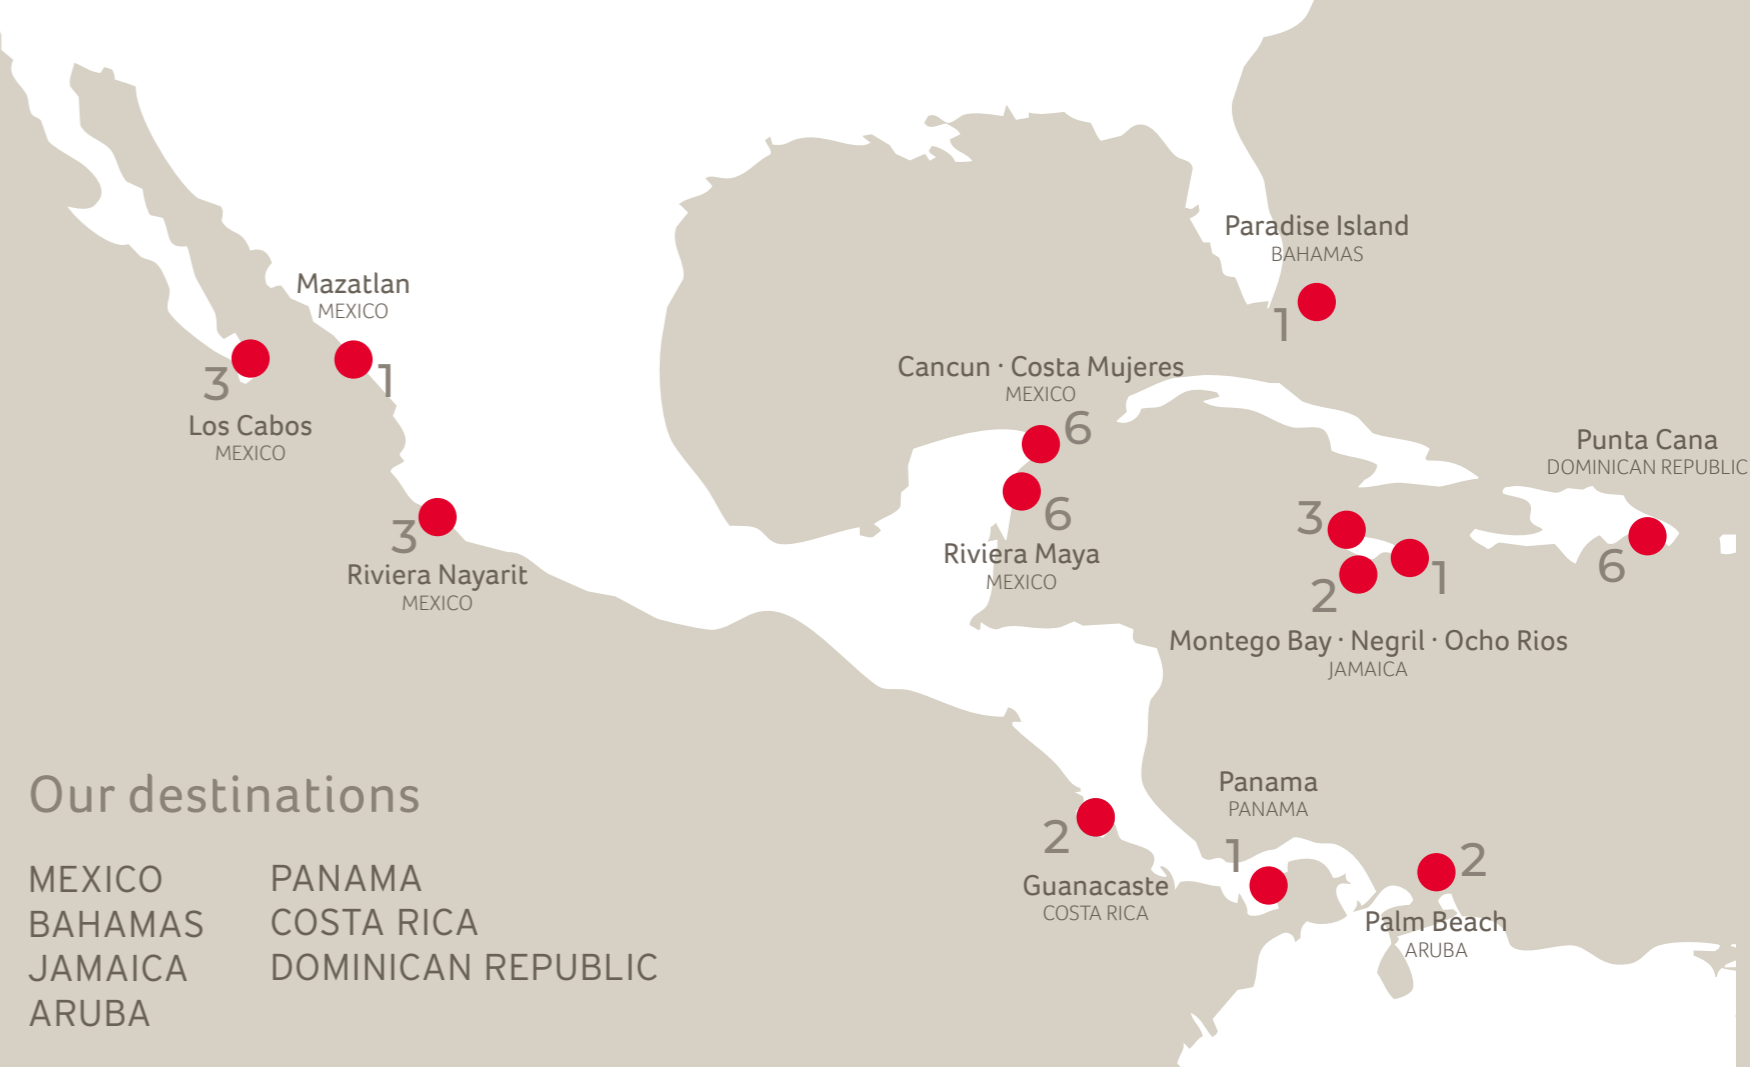 Paradise Island
BAHAMAS
1
Mazatlan
MEXICO
1
3
Los Cabos
MEXICO
Cancun · Costa Mujeres
MEXICO
6
6
Riviera Maya
MEXICO
3
Riviera Nayarit
MEXICO
Punta Cana
DOMINICAN REPUBLIC
6
3
2
1
Montego Bay · Negril · Ocho Rios
JAMAICA
Panama
PANAMA
1
2
Guanacaste
COSTA RICA
2
Palm Beach
ARUBA
Our destinations
MEXICO
BAHAMAS
JAMAICA
ARUBA
PANAMA
COSTA RICA
DOMINICAN REPUBLIC